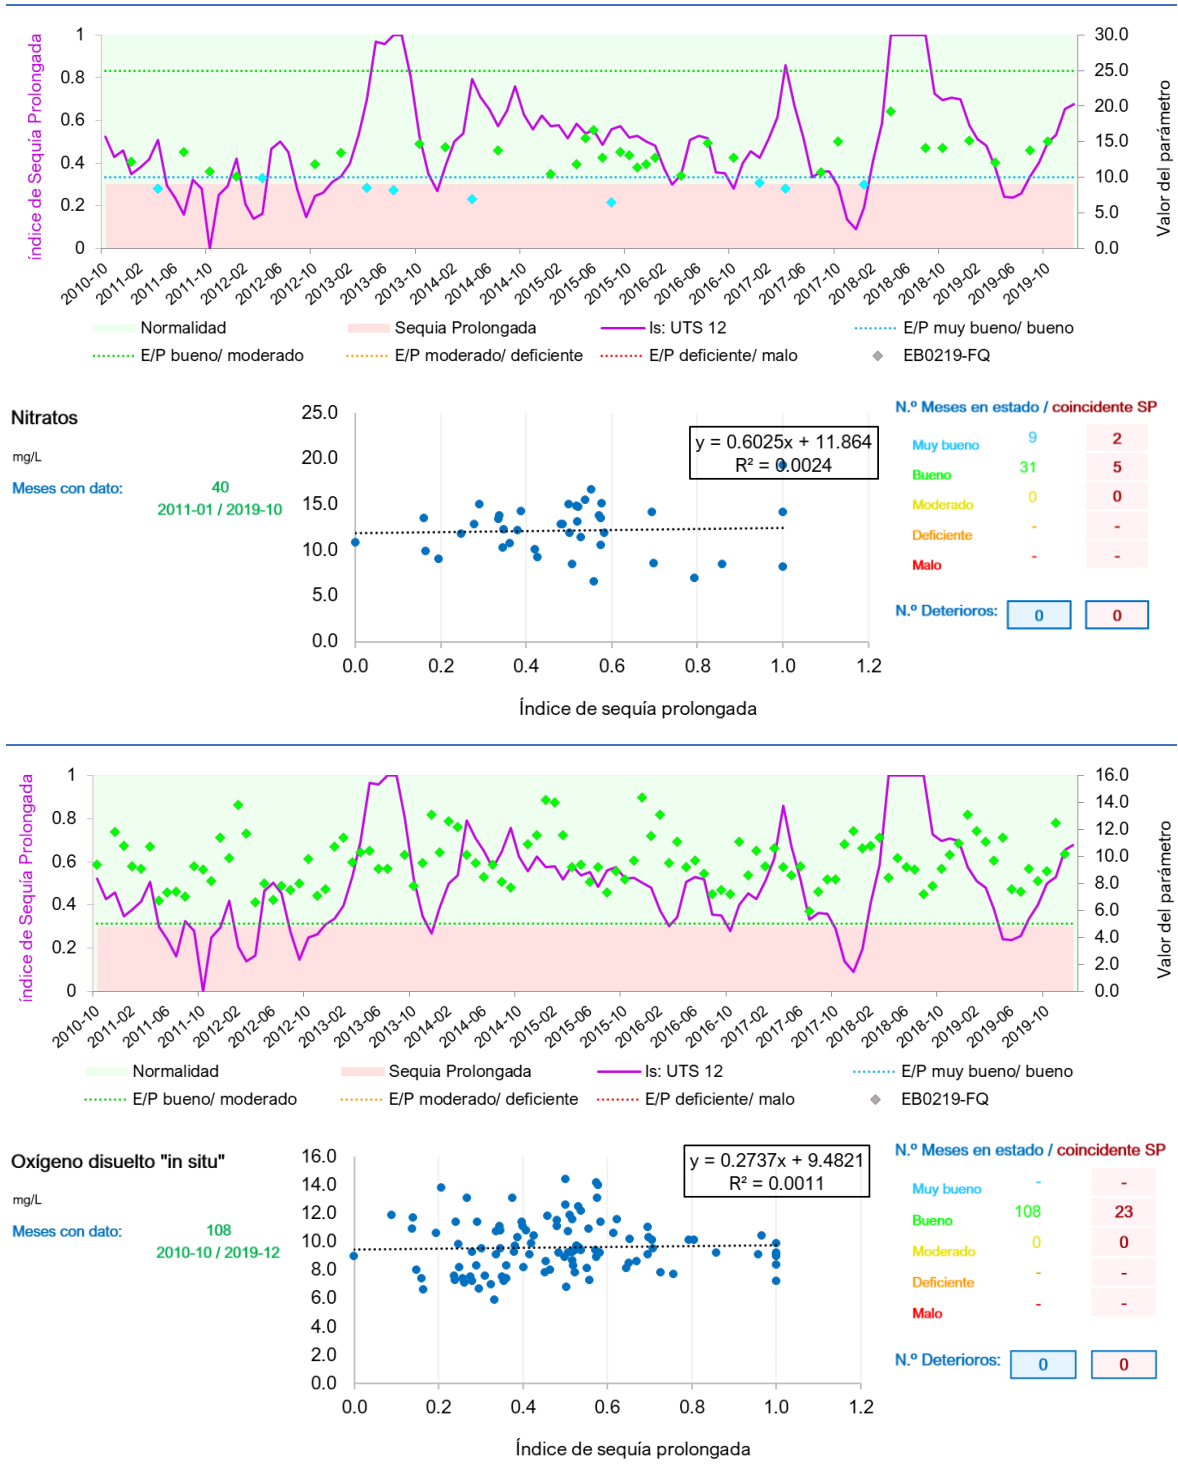 índice de Sequía Prolongada
1
0.8
0.6
0.4
0.2
0
30.0
25.0
20.0
15.0
10.0
5.0
0.0
Valor del parámetro
2010-10
2011-02
2011-06
2011-10
2012-02
2012-06
2012-10
2013-02
2013-06
2013-10
2014-02
2014-06
2014-10
2015-02
2015-06
2015-10
2016-02
2016-06
2016-10
2017-02
2017-06
2017-10
2018-02
2018-06
2018-10
2019-02
2019-06
2019-10
Normalidad
Sequia Prolongada
Is: UTS 12
E/P muy bueno/ bueno
E/P bueno/ moderado
E/P moderado/ deficiente
E/P deficiente/ malo
EB0219-FQ
Nitratos
mg/L
Meses con dato:
40
2011-01 / 2019-10
25.0
20.0
15.0
10.0
5.0
0.0
y = 0.6025x + 11.864
R² = 0.0024
0.0
0.2
0.4
0.6
0.8
1.0
1.2
Índice de sequía prolongada
N.º Meses en estado / coincidente SP
Muy bueno 9 2
Bueno 31 5
Moderado 0 0
Deficiente - -
Malo - -
N.º Deterioros: 0 0
índice de Sequía Prolongada
1
0.8
0.6
0.4
0.2
0
16.0
14.0
12.0
10.0
8.0
6.0
4.0
2.0
0.0
Valor del parámetro
2010-10
2011-02
2011-06
2011-10
2012-02
2012-06
2012-10
2013-02
2013-06
2013-10
2014-02
2014-06
2014-10
2015-02
2015-06
2015-10
2016-02
2016-06
2016-10
2017-02
2017-06
2017-10
2018-02
2018-06
2018-10
2019-02
2019-06
2019-10
Normalidad
Sequia Prolongada
Is: UTS 12
E/P muy bueno/ bueno
E/P bueno/ moderado
E/P moderado/ deficiente
E/P deficiente/ malo
EB0219-FQ
Oxígeno disuelto "in situ"
mg/L
Meses con dato:
108
2010-10 / 2019-12
16.0
14.0
12.0
10.0
8.0
6.0
4.0
2.0
0.0
y = 0.2737x + 9.4821
R² = 0.0011
0.0
0.2
0.4
0.6
0.8
1.0
1.2
Índice de sequía prolongada
N.º Meses en estado / coincidente SP
Muy bueno - -
Bueno 108 23
Moderado 0 0
Deficiente - -
Malo - -
N.º Deterioros: 0 0